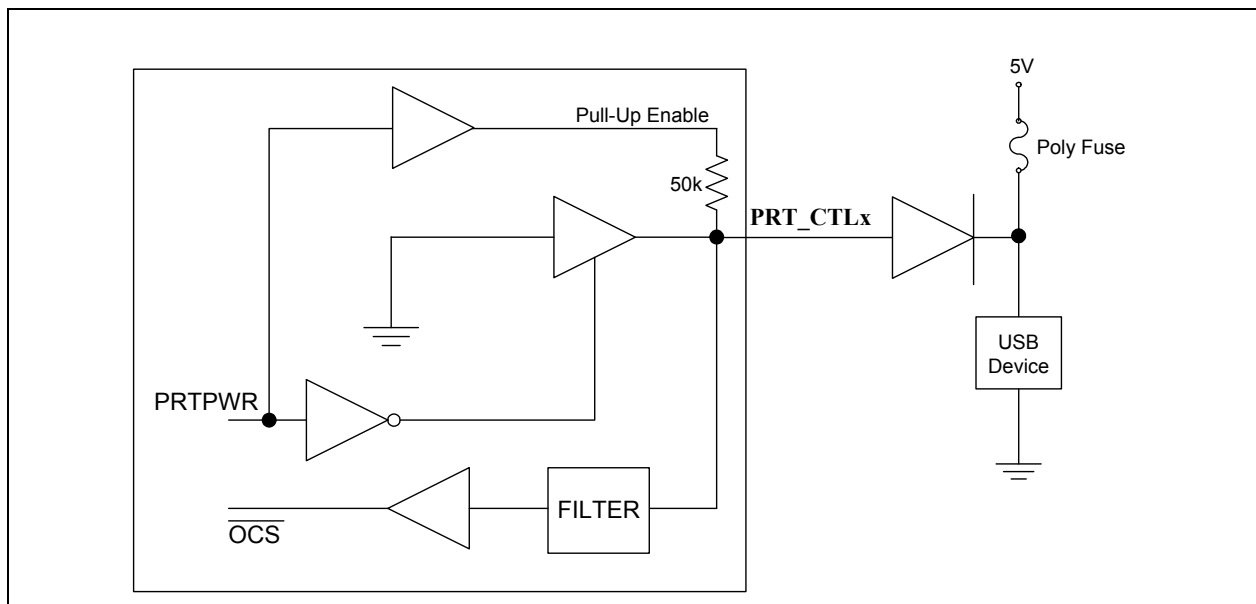 5V
Pull-Up Enable
Poly Fuse
50k
PRT_CTLx
USB
Device
PRTPWR
FILTER
OCS